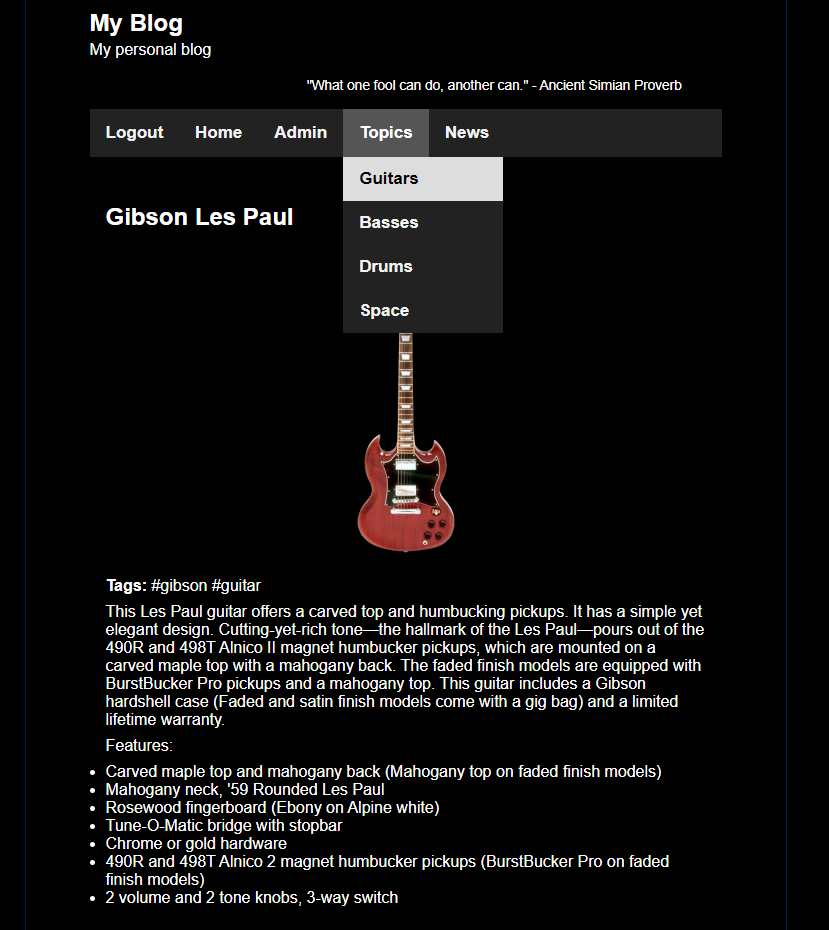 My Blog
My personal blog
"What one fool can do, another can." - Ancient Simian Proverb
Logout Home Admin Topics News
Guitars
Basses
Drums
Space
Gibson Les Paul
Tags: #gibson #guitar
This Les Paul guitar offers a carved top and humbucking pickups. It has a simple yet
elegant design. Cutting-yet-rich tone—the hallmark of the Les Paul—pours out of the
490R and 498T Alnico II magnet humbucker pickups, which are mounted on a
carved maple top with a mahogany back. The faded finish models are equipped with
BurstBucker Pro pickups and a mahogany top. This guitar includes a Gibson
hardshell case (Faded and satin finish models come with a gig bag) and a limited
lifetime warranty.
Features:
• Carved maple top and mahogany back (Mahogany top on faded finish models)
• Mahogany neck, '59 Rounded Les Paul
• Rosewood fingerboard (Ebony on Alpine white)
• Tune-O-Matic bridge with stopbar
• Chrome or gold hardware
• 490R and 498T Alnico 2 magnet humbucker pickups (BurstBucker Pro on faded
finish models)
• 2 volume and 2 tone knobs, 3-way switch